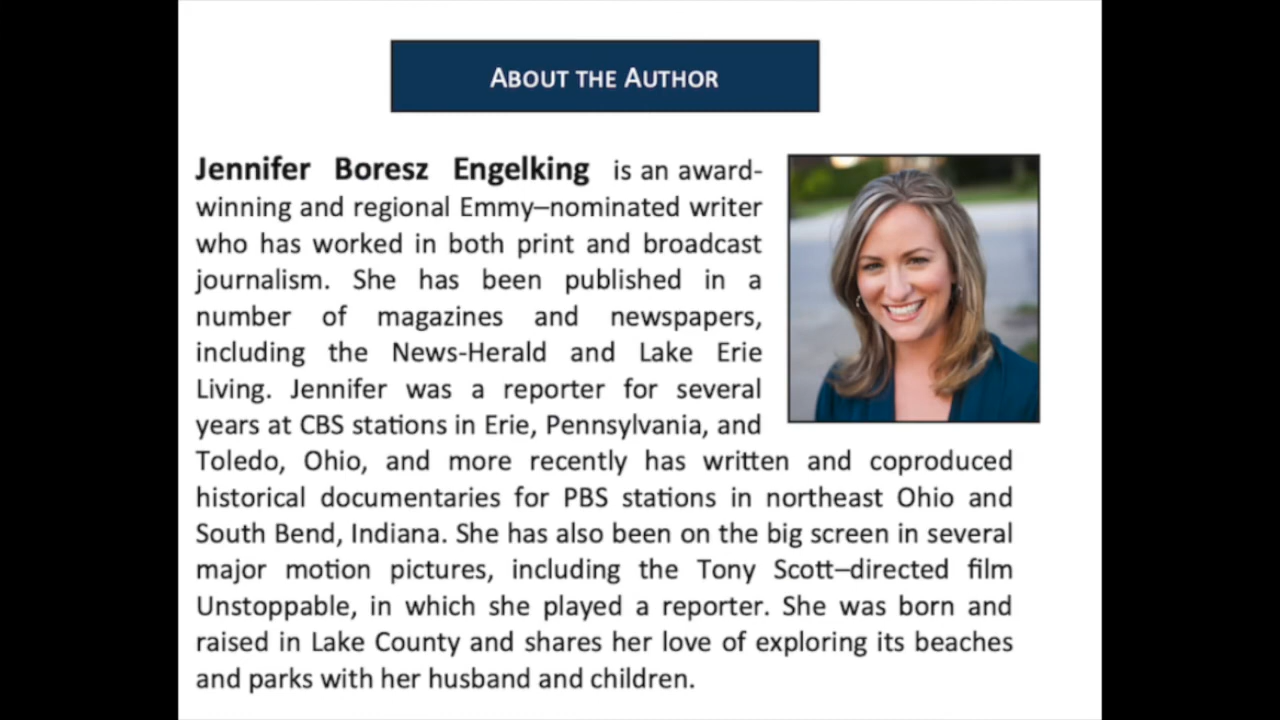 ABOUT THE AUTHOR
Jennifer Boresz Engelking is an award-
winning and regional Emmy–nominated writer
who has worked in both print and broadcast
journalism. She has been published in a
number of magazines and newspapers,
including the News-Herald and Lake Erie
Living. Jennifer was a reporter for several
years at CBS stations in Erie, Pennsylvania, and
Toledo, Ohio, and more recently has written and coproduced
historical documentaries for PBS stations in northeast Ohio and
South Bend, Indiana. She has also been on the big screen in several
major motion pictures, including the Tony Scott–directed film
Unstoppable, in which she played a reporter. She was born and
raised in Lake County and shares her love of exploring its beaches
and parks with her husband and children.